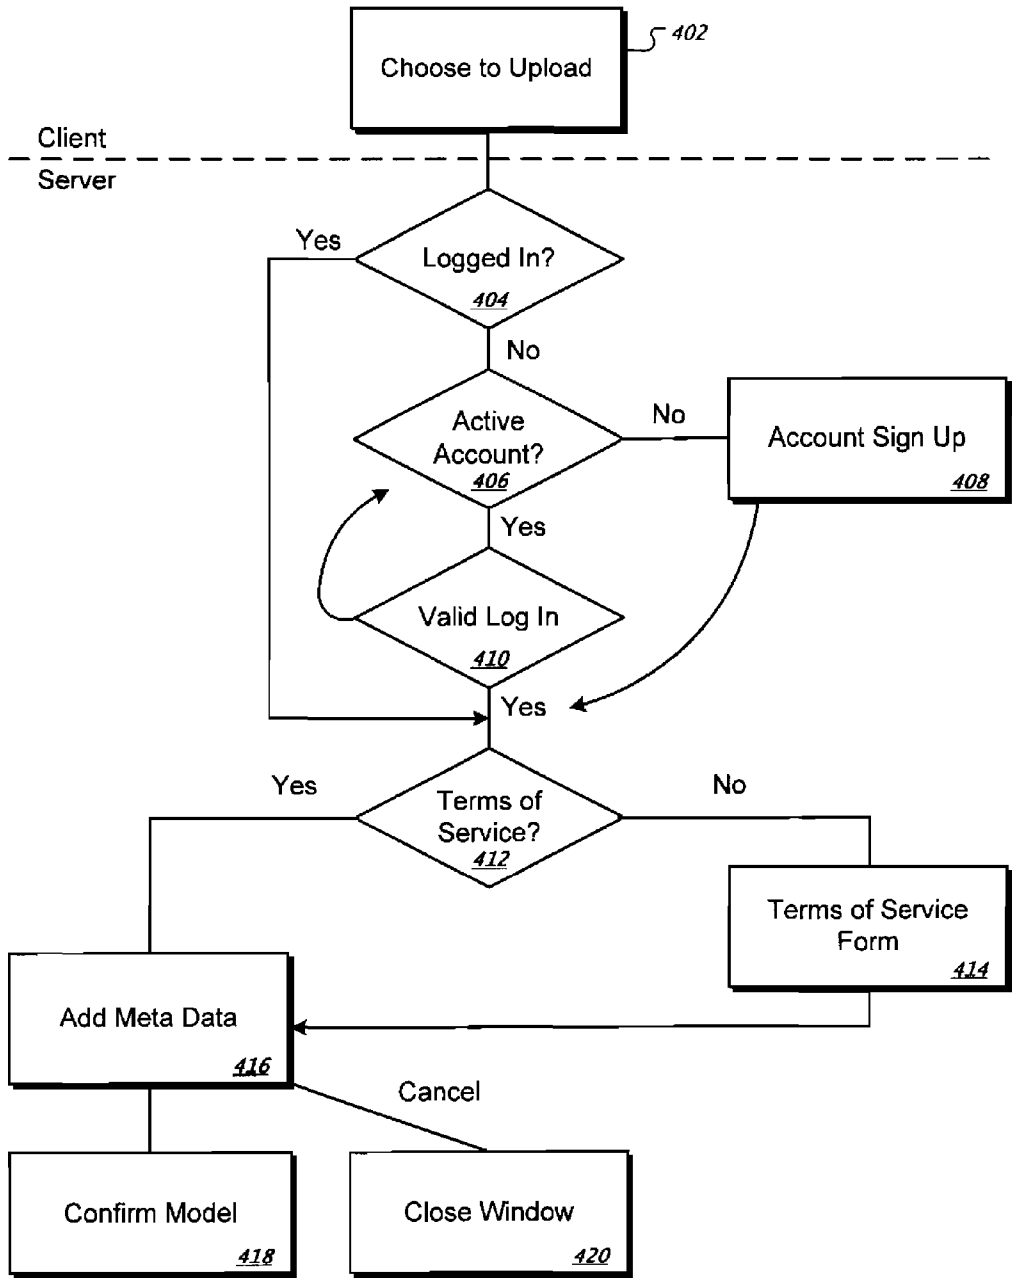 Choose to Upload
402
Client
Server
Yes
Logged In?
404
No
Active
Account?
406
No
Account Sign Up
408
Yes
Valid Log In
410
Yes
Yes
Terms of
Service?
412
No
Terms of Service
Form
414
Add Meta Data
416
Cancel
Confirm Model
418
Close Window
420